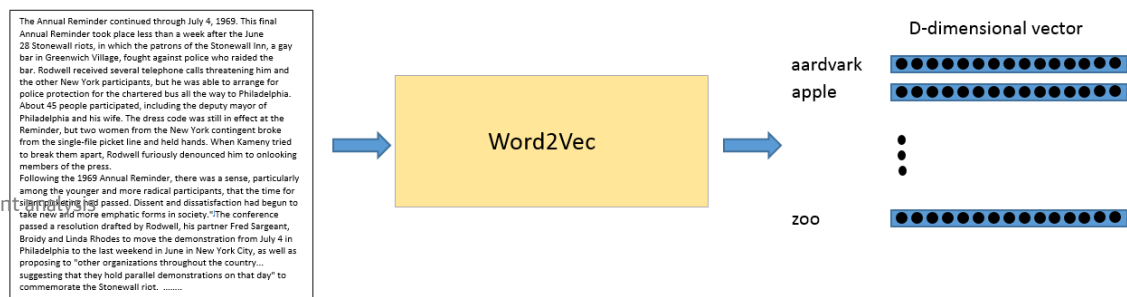 The Annual Reminder continued through July 4, 1969. This final
Annual Reminder took place less than a week after the June
28 Stonewall riots, in which the patrons of the Stonewall Inn, a gay
bar in Greenwich Village, fought against police who raided the
bar. Rodwell received several telephone calls threatening him and
the other New York participants, but he was able to arrange for
police protection for the chartered bus all the way to Philadelphia.
About 45 people participated, including the deputy mayor of
Philadelphia and his wife. The dress code was still in effect at the
Reminder, but two women from the New York contingent broke
from the single-file picket line and held hands. When Kameny tried
to break them apart, Rodwell furiously denounced him to onlooking
members of the press.
Following the 1969 Annual Reminder, there was a sense, particularly
among the younger and more radical participants, that the time for
silent picketing had passed. Dissent and dissatisfaction had begun to
take new and more emphatic forms in society." The conference
passed a resolution drafted by Rodwell, his partner Fred Sargeant,
Broidy and Linda Rhodes to move the demonstration from July 4 in
Philadelphia to the last weekend in June in New York City, as well as
proposing to "other organizations throughout the country...
suggesting that they hold parallel demonstrations on that day" to
commemorate the Stonewall riot. ........
nt analysis
Word2Vec
D-dimensional vector
aardvark
apple
zoo